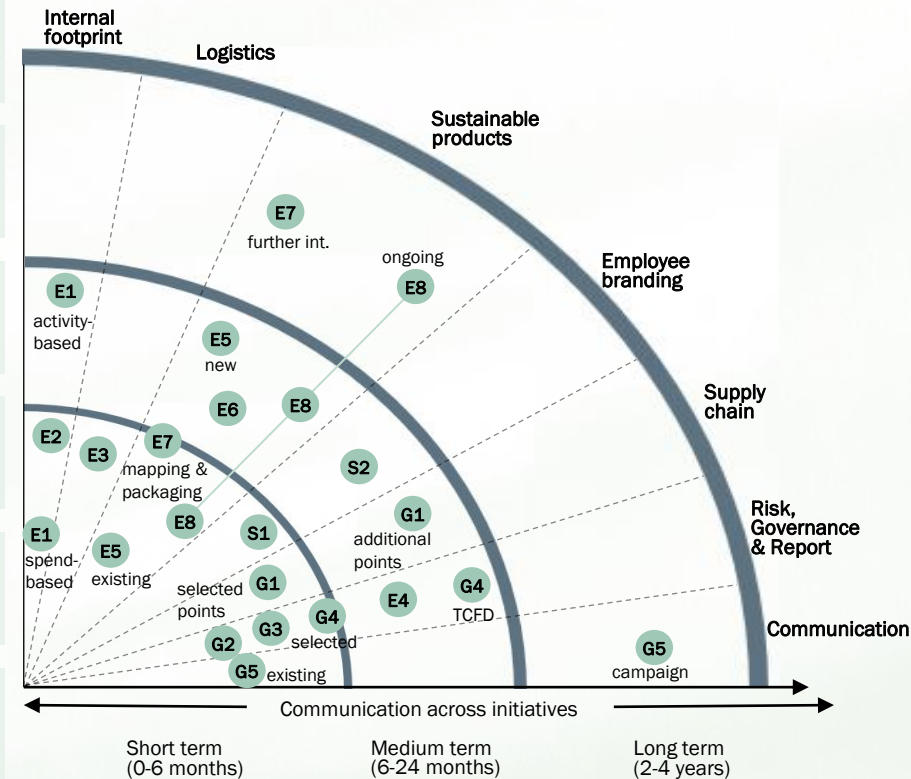 Internal
footprint
Logistics
Sustainable
products
E7
further int.
ongoing
E8
Employee
branding
E1
activity-
based
E5
new
E6
E8
Supply
chain
E2
E3
E7
mapping &
packaging
S2
E8
S1
G1
additional
points
Risk,
Governance
& Report
E1
spend-
based
E5
existing
selected
points
G1
E4
G4
TCFD
G2
G3
G4
selected
Communication
G5
existing
G5
campaign
Communication across initiatives
Short term
(0-6 months)
Medium term
(6-24 months)
Long term
(2-4 years)